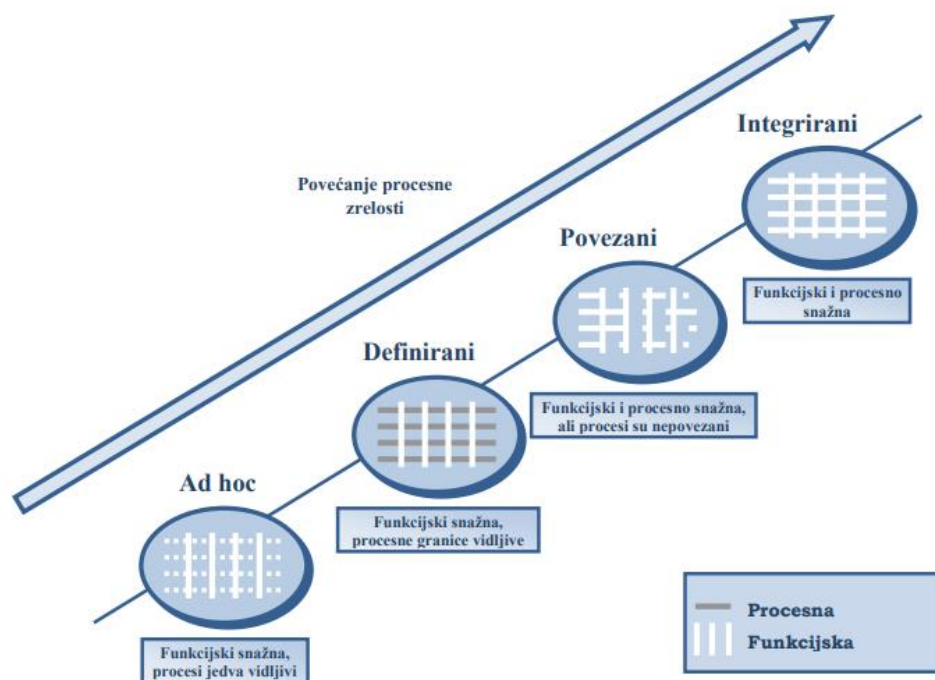 Integrirani
Povećanje procesne
zrelosti
Povezani
Funkcijski i procesno
snažna
Definirani
Funkcijski i procesno snažna,
ali procesi su nepovezani
Ad hoc
Funkcijski snažna,
procesne granice vidljive
Funkcijski snažna,
procesi jedva vidljivi
Procesna
Funkcijska